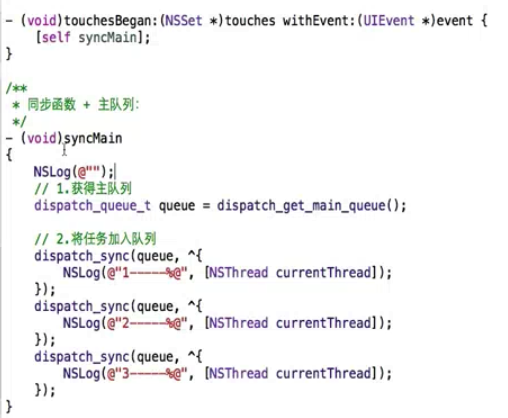 - (void)touchesBegan:(NSSet *)touches withEvent:(UIEvent *)event {
    [self syncMain];
}

/**
 * 同步函数 + 主队列:
 */
- (void)syncMain
{
    NSLog(@"");
    // 1.获得主队列
    dispatch_queue_t queue = dispatch_get_main_queue();

    // 2.将任务加入队列
    dispatch_sync(queue, ^{
        NSLog(@"1-----%@", [NSThread currentThread]);
    });
    dispatch_sync(queue, ^{
        NSLog(@"2-----%@", [NSThread currentThread]);
    });
    dispatch_sync(queue, ^{
        NSLog(@"3-----%@", [NSThread currentThread]);
    });
}